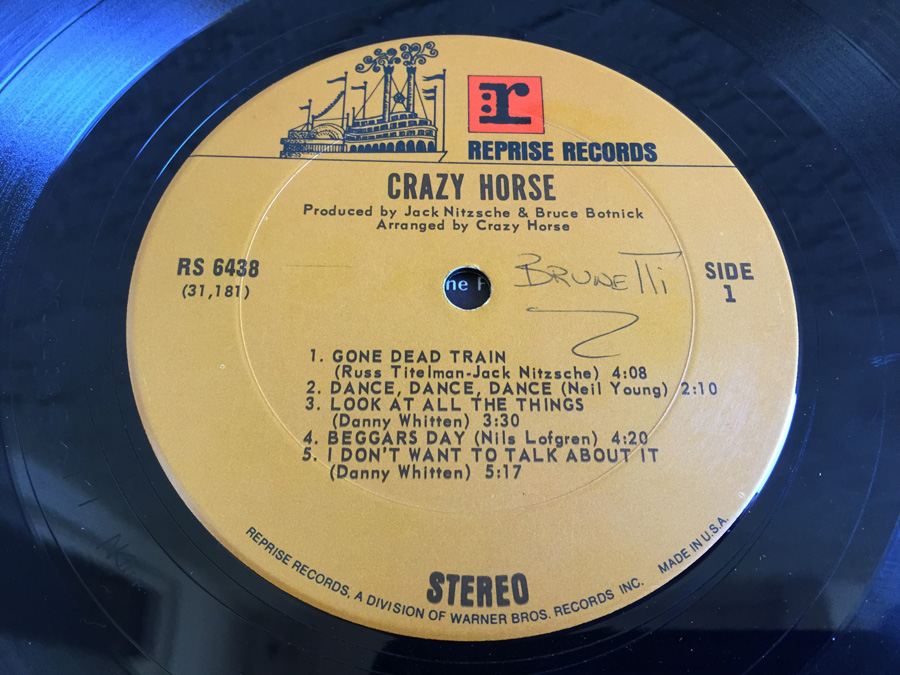 r
REPRISE RECORDS
CRAZY HORSE
Produced by Jack Nitzsche & Bruce Botnick
Arranged by Crazy Horse
RS 6438
(31,181)
BRUNETTi
SIDE
1
ne
1. GONE DEAD TRAIN
(Russ Titelman-Jack Nitzsche) 4:08
2. DANCE, DANCE, DANCE (Neil Young) 2:10
3. LOOK AT ALL THE THINGS
(Danny Whitten) 3:30
4. BEGGARS DAY (Nils Lofgren) 4:20
5. I DON'T WANT TO TALK ABOUT IT
(Danny Whitten) 5:17
STEREO
REPRISE RECORDS, A DIVISION OF WARNER BROS. RECORDS INC. MADE IN U.S.A.